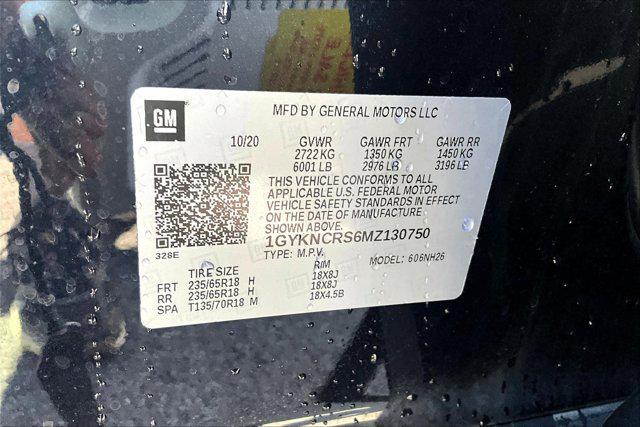 GM
MFD BY GENERAL MOTORS LLC
10/20 GVWR GAWR FRT GAWR RR
2722 KG 1350 KG 1450 KG
6001 LB 2976 LB 3196 LB
THIS VEHICLE CONFORMS TO ALL
APPLICABLE U.S. FEDERAL MOTOR
VEHICLE SAFETY STANDARDS IN EFFECT
ON THE DATE OF MANUFACTURE
SHOWN ABOVE.
1GYKNCRS6MZ130750
328E
TYPE: M.P.V. MODEL: 606NH26
TIRE SIZE RIM
FRT 235/65R18 H 18X8J
RR 235/65R18 H 18X8J
SPA T135/70R18 M 18X4.5B